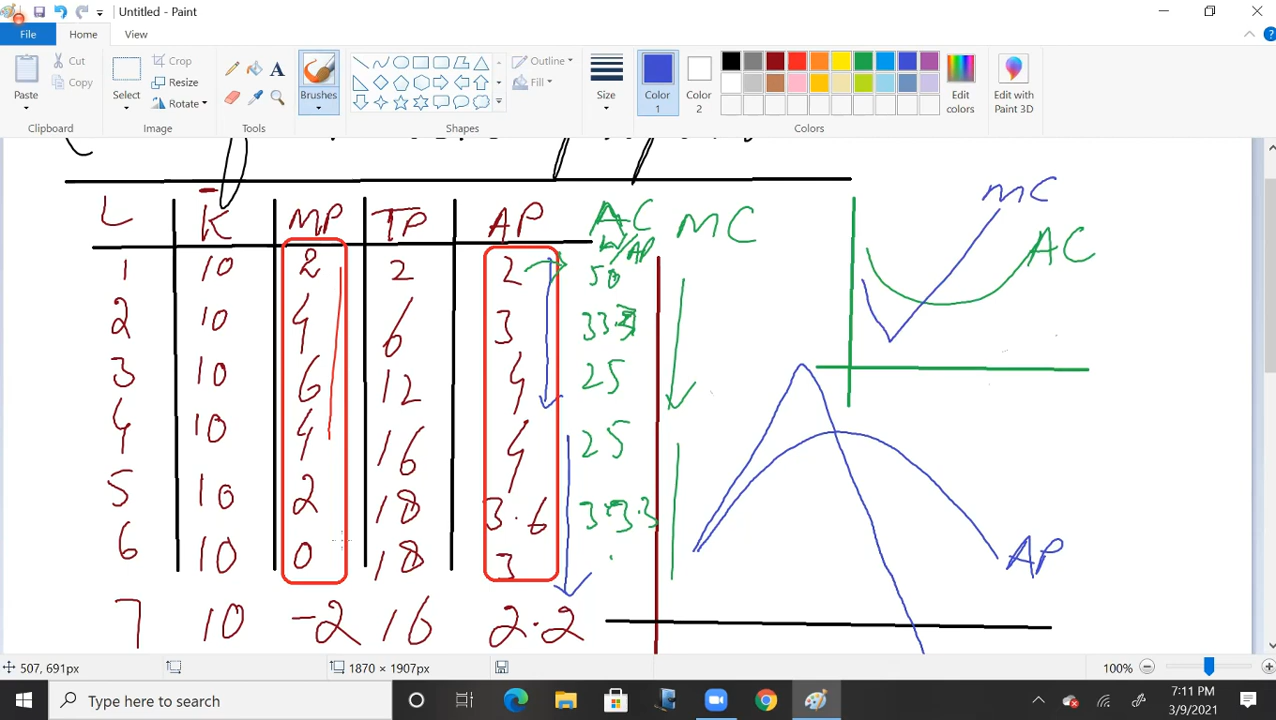 Untitled - Paint
File Home View
Paste
Cut
Copy
Clipboard
Select
Crop
Resize
Rotate
Image
A
Tools
Brushes
Outline
Fill
Shapes
Size
Color 1
Color 2
Edit colors
Edit with Paint 3D
Colors
L K MP TP AP AC MC
w/AP
1 10 2 2 2 50
2 10 4 6 3 33.3
3 10 6 12 4 25
4 10 4 16 4 25
5 10 2 18 3.6
6 10 0 18 3
7 10 -2 16 2.2
MC
AC
AP
507, 691px
1870 × 1907px
100%
Type here to search
7:11 PM
3/9/2021